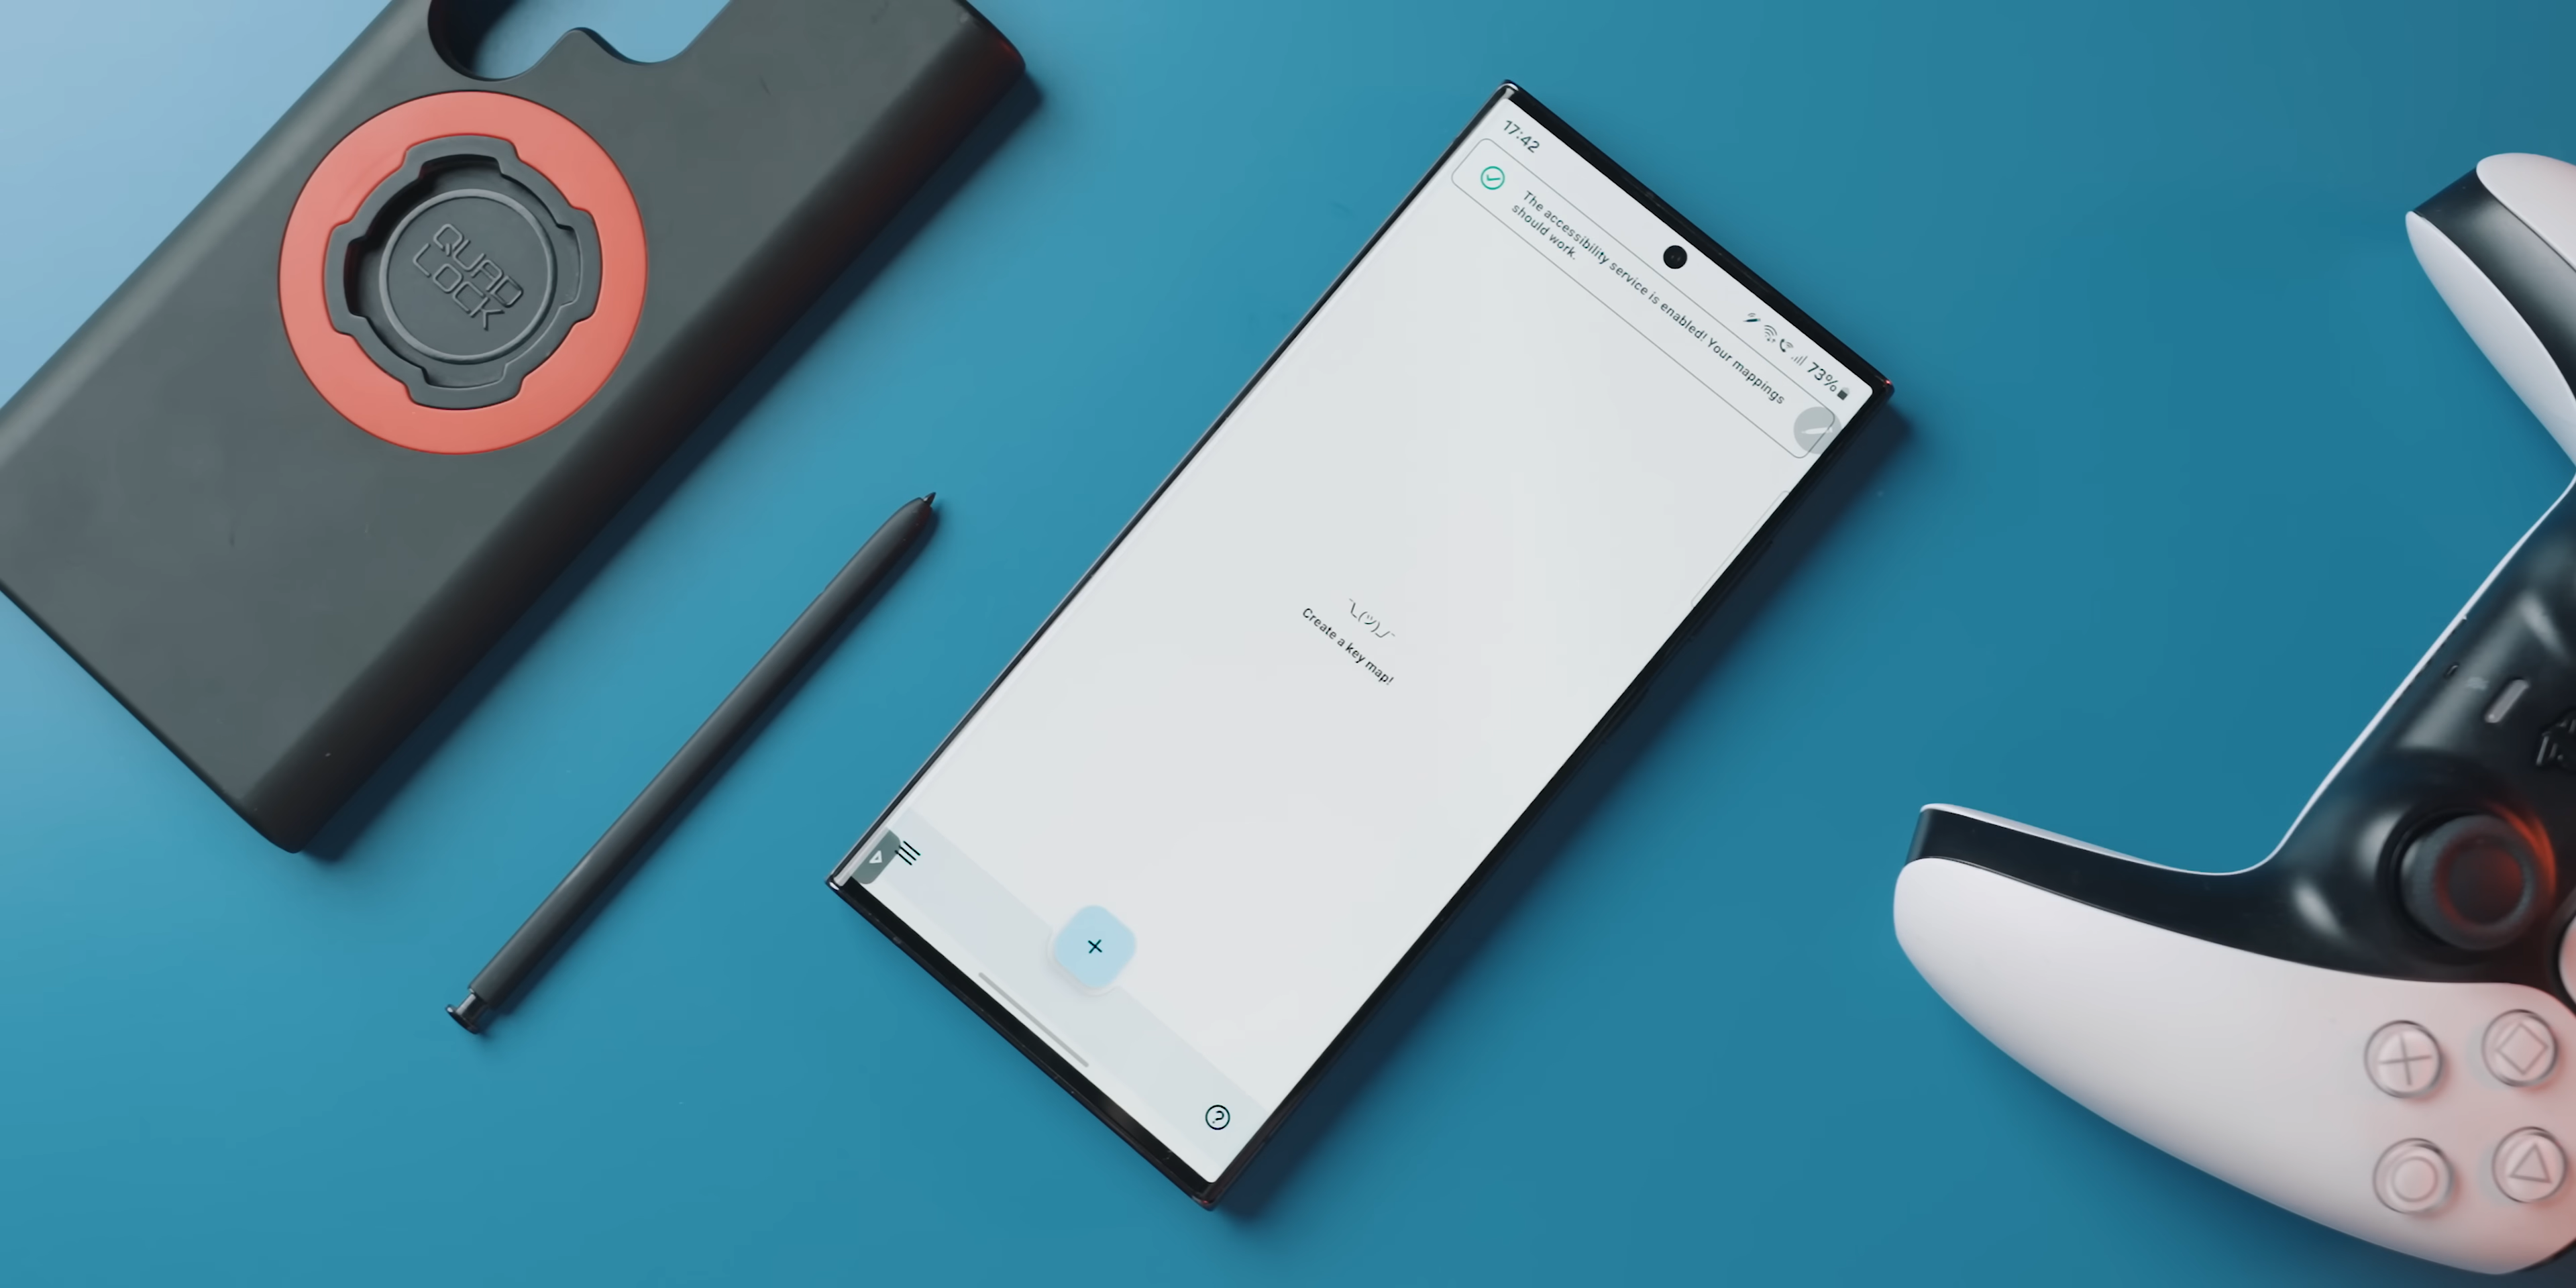 QUAD
LOCK
17:42
73%
The accessibility service is enabled! Your mappings
should work.
¯\_(ツ)_/¯
Create a key map!